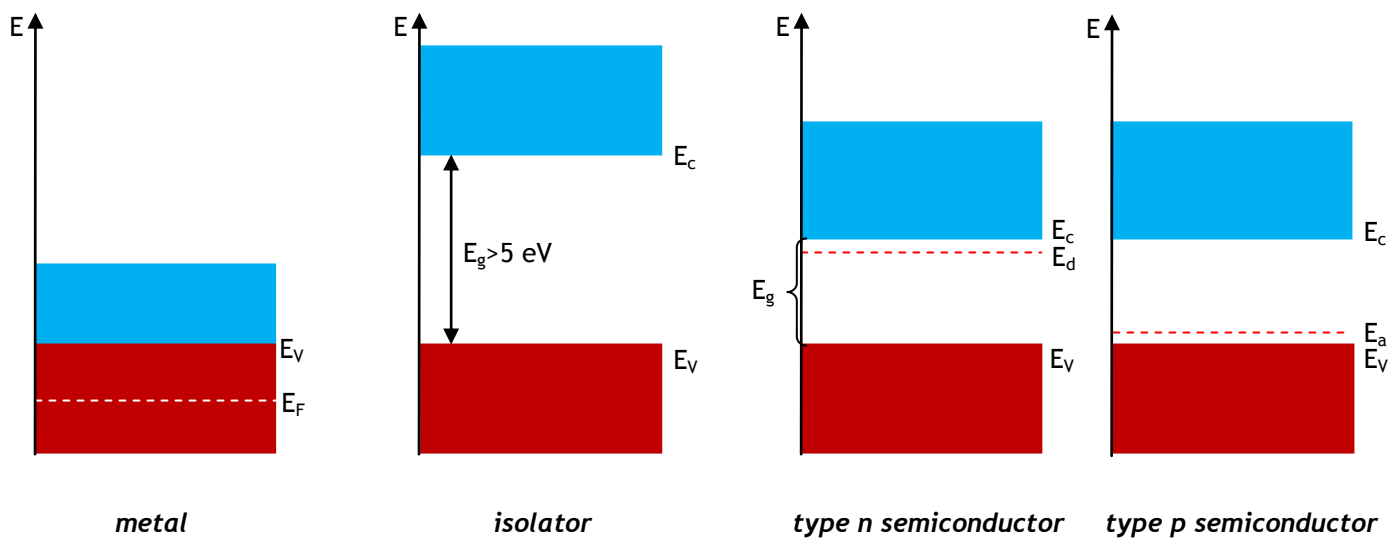 E
E_V
E_F
metal
E
E_c
E_g>5 eV
E_V
isolator
E
E_c
E_d
E_g
E_V
type n semiconductor
E
E_c
E_a
E_V
type p semiconductor